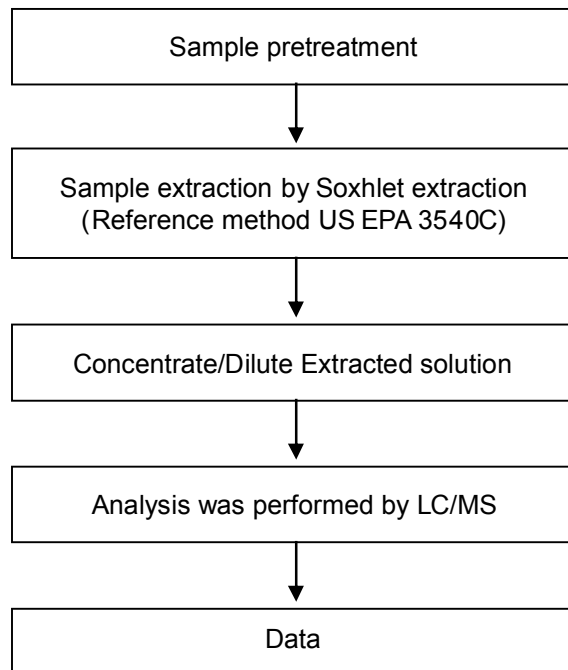 Sample pretreatment
Sample extraction by Soxhlet extraction
(Reference method US EPA 3540C)
Concentrate/Dilute Extracted solution
Analysis was performed by LC/MS
Data